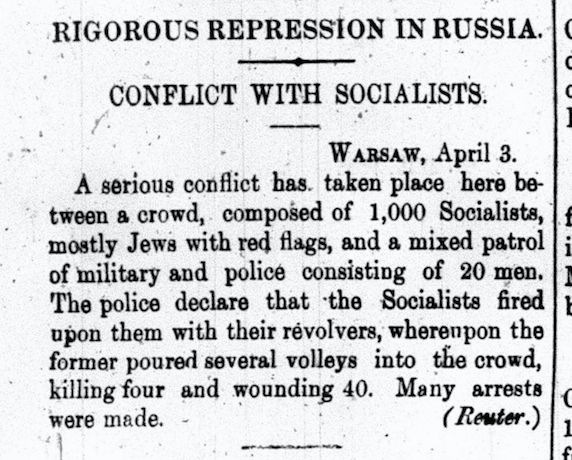 RIGOROUS REPRESSION IN RUSSIA.
CONFLICT WITH SOCIALISTS.
WARSAW, April 3.
A serious conflict has taken place here be-
tween a crowd, composed of 1,000 Socialists,
mostly Jews with red flags, and a mixed patrol
of military and police consisting of 20 men.
The police declare that the Socialists fired
upon them with their revolvers, whereupon the
former poured several volleys into the crowd,
killing four and wounding 40. Many arrests
were made. (Reuter.)